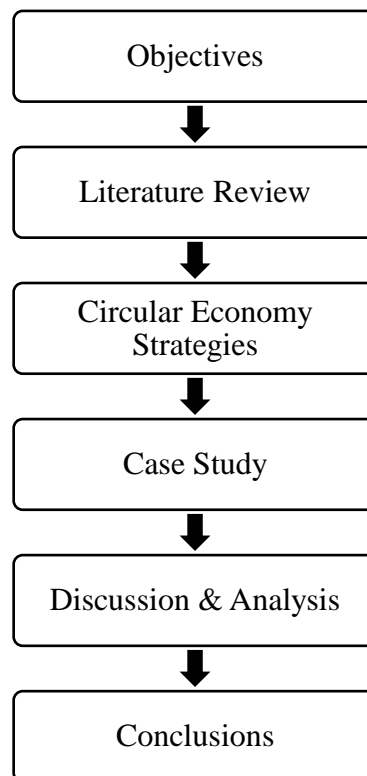 Objectives
Literature Review
Circular Economy
Strategies
Case Study
Discussion & Analysis
Conclusions